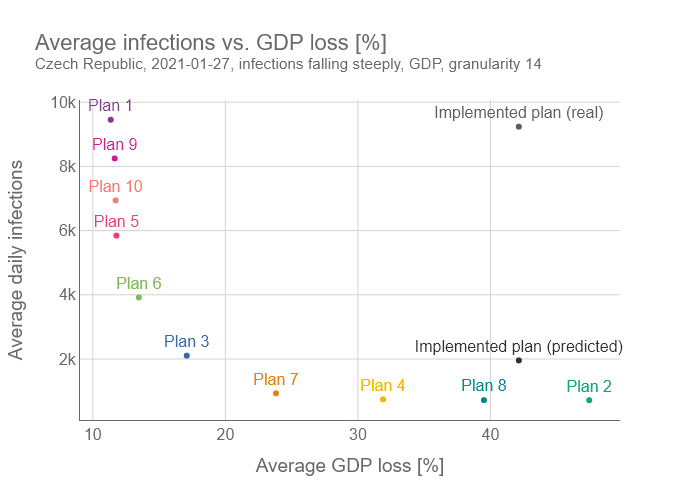 Average infections vs. GDP loss [%]
Czech Republic, 2021-01-27, infections falling steeply, GDP, granularity 14
10k
Plan 1
Implemented plan (real)
Plan 9
8k
Plan 10
Plan 5
6k
Plan 6
4k
Plan 3
Implemented plan (predicted)
2k
Plan 7
Plan 4
Plan 8
Plan 2
10
20
30
40
Average daily infections
Average GDP loss [%]